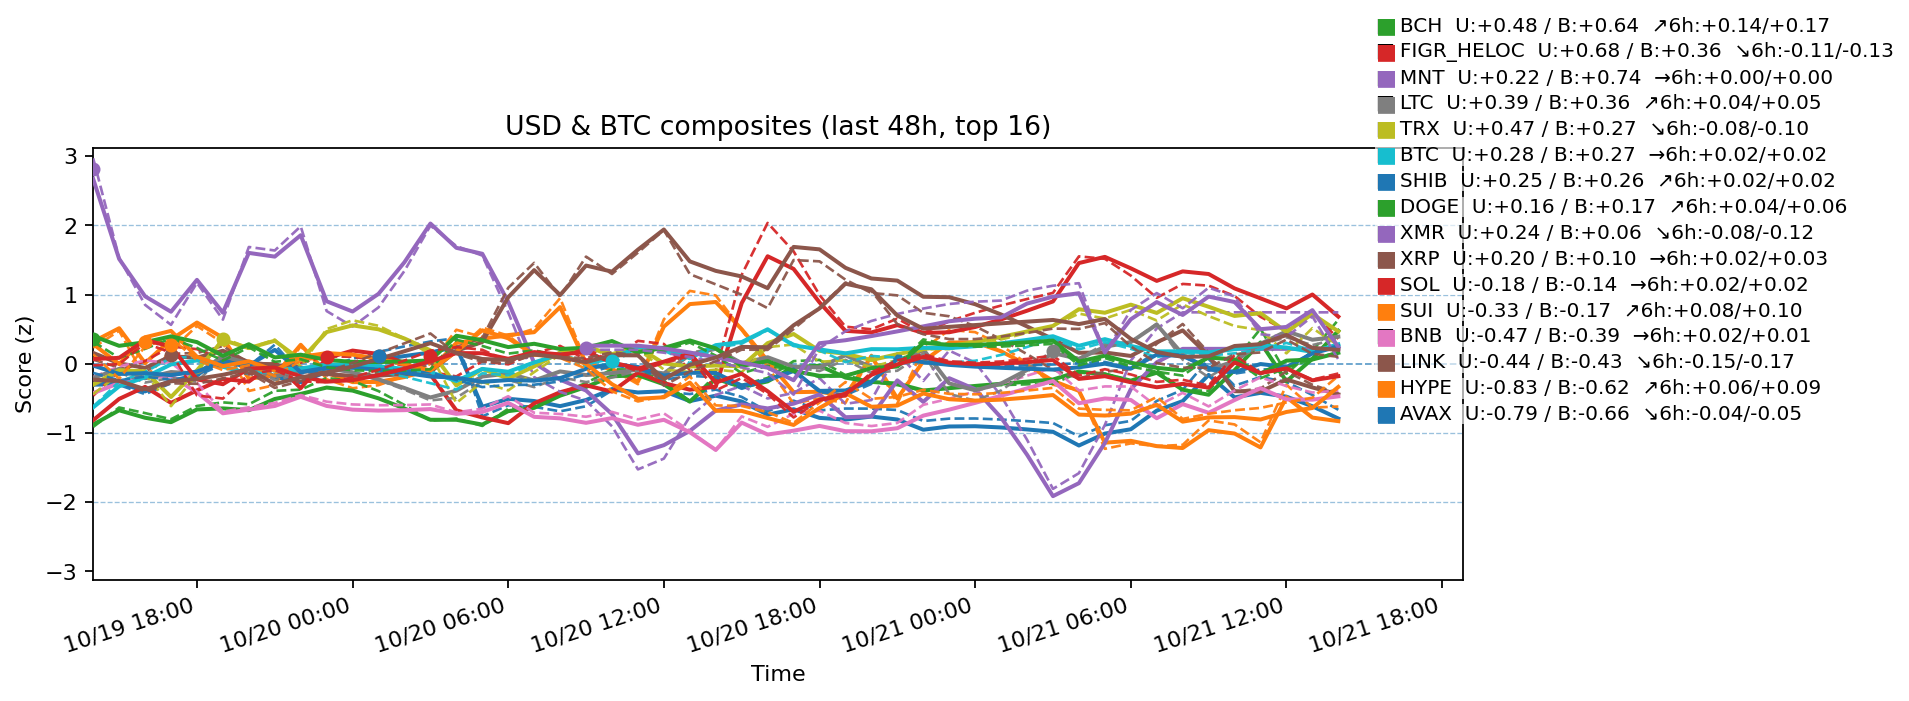 BCH U:+0.48 / B:+0.64 ↗6h:+0.14/+0.17
FIGR_HELOC U:+0.68 / B:+0.36 ↘6h:-0.11/-0.13
MNT U:+0.22 / B:+0.74 →6h:+0.00/+0.00
LTC U:+0.39 / B:+0.36 ↗6h:+0.04/+0.05
TRX U:+0.47 / B:+0.27 ↘6h:-0.08/-0.10
BTC U:+0.28 / B:+0.27 →6h:+0.02/+0.02
SHIB U:+0.25 / B:+0.26 ↗6h:+0.02/+0.02
DOGE U:+0.16 / B:+0.17 ↗6h:+0.04/+0.06
XMR U:+0.24 / B:+0.06 ↘6h:-0.08/-0.12
XRP U:+0.20 / B:+0.10 →6h:+0.02/+0.03
SOL U:-0.18 / B:-0.14 →6h:+0.02/+0.02
SUI U:-0.33 / B:-0.17 ↗6h:+0.08/+0.10
BNB U:-0.47 / B:-0.39 →6h:+0.02/+0.01
LINK U:-0.44 / B:-0.43 ↘6h:-0.15/-0.17
HYPE U:-0.83 / B:-0.62 ↗6h:+0.06/+0.09
AVAX U:-0.79 / B:-0.66 ↘6h:-0.04/-0.05
USD & BTC composites (last 48h, top 16)
Score (z)
3
2
1
0
−1
−2
−3
10/19 18:00
10/20 00:00
10/20 06:00
10/20 12:00
10/20 18:00
10/21 00:00
10/21 06:00
10/21 12:00
10/21 18:00
Time